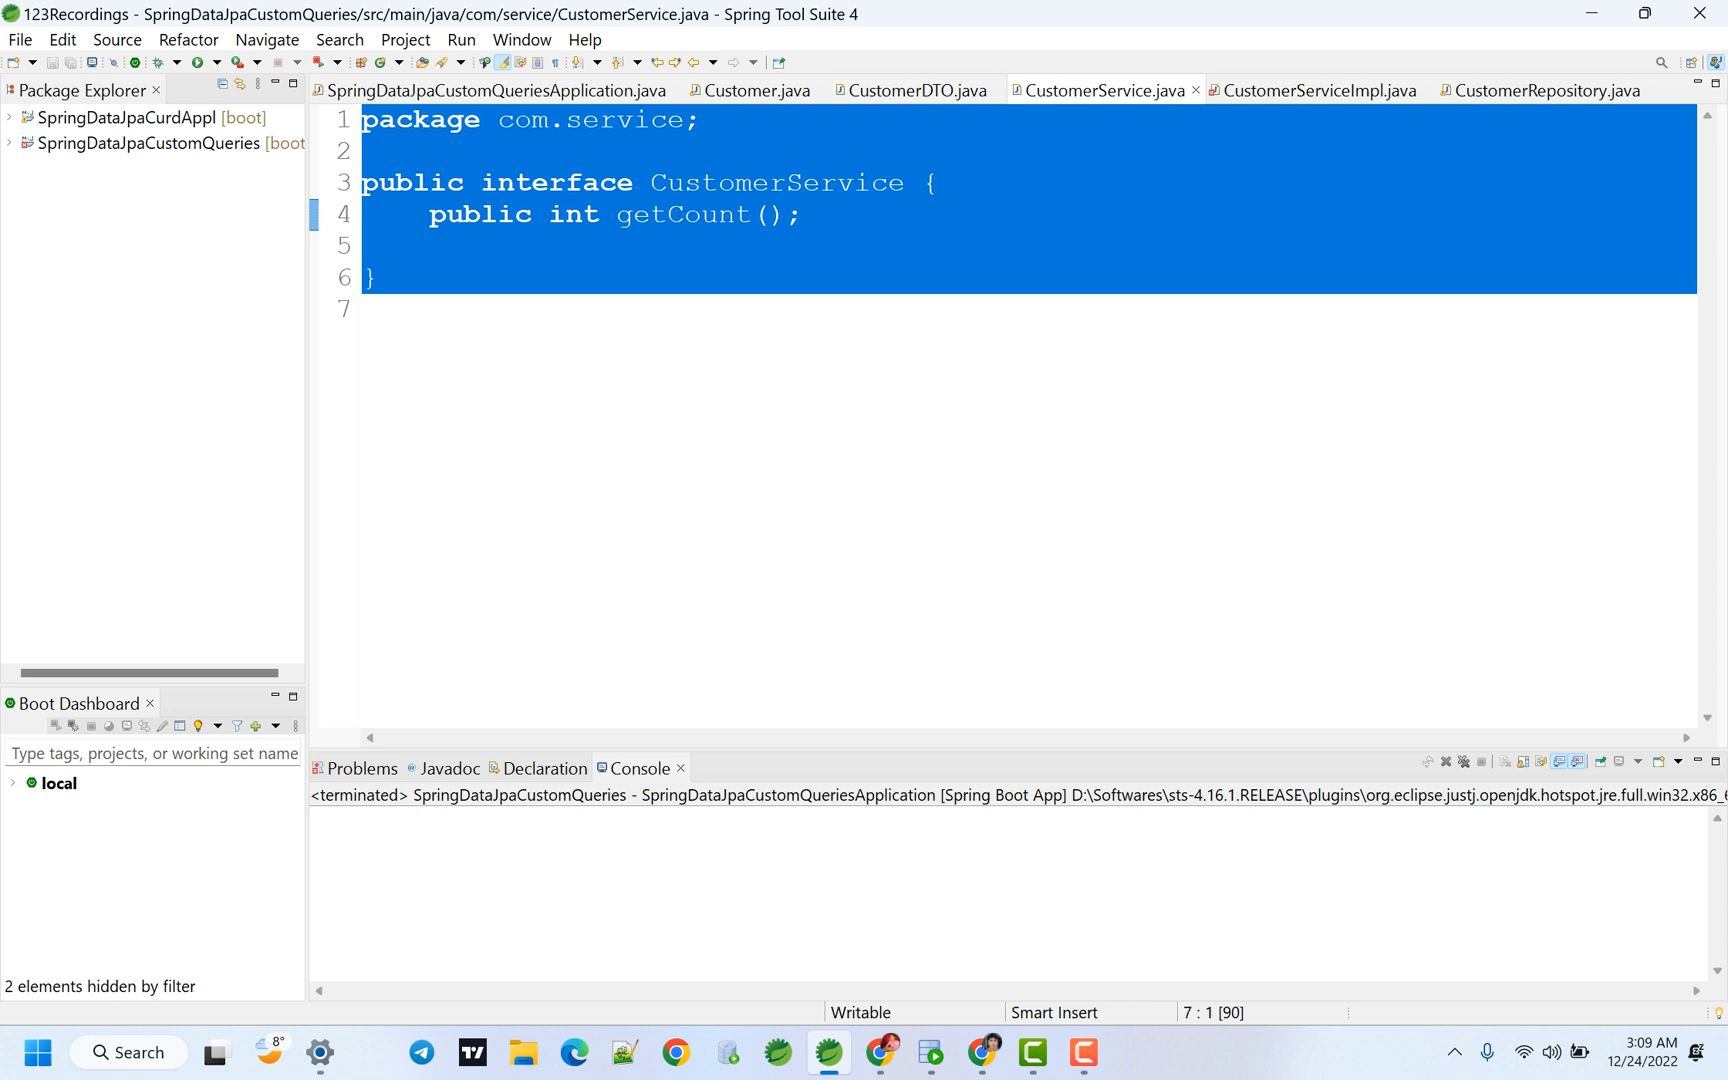 123Recordings - SpringDataJpaCustomQueries/src/main/java/com/service/CustomerService.java - Spring Tool Suite 4
File Edit Source Refactor Navigate Search Project Run Window Help
Package Explorer
SpringDataJpaCustomQueriesApplication.java Customer.java CustomerDTO.java CustomerService.java CustomerServiceImpl.java CustomerRepository.java
SpringDataJpaCurdAppl [boot]
SpringDataJpaCustomQueries [boot
1 package com.service;
2
3 public interface CustomerService {
4 public int getCount();
5
6 }
7
Boot Dashboard
Type tags, projects, or working set name
local
2 elements hidden by filter
Problems Javadoc Declaration Console
<terminated> SpringDataJpaCustomQueries - SpringDataJpaCustomQueriesApplication [Spring Boot App] D:\Softwares\sts-4.16.1.RELEASE\plugins\org.eclipse.justj.openjdk.hotspot.jre.full.win32.x86_6
Writable Smart Insert 7 : 1 [90]
Search
8°
3:09 AM
12/24/2022